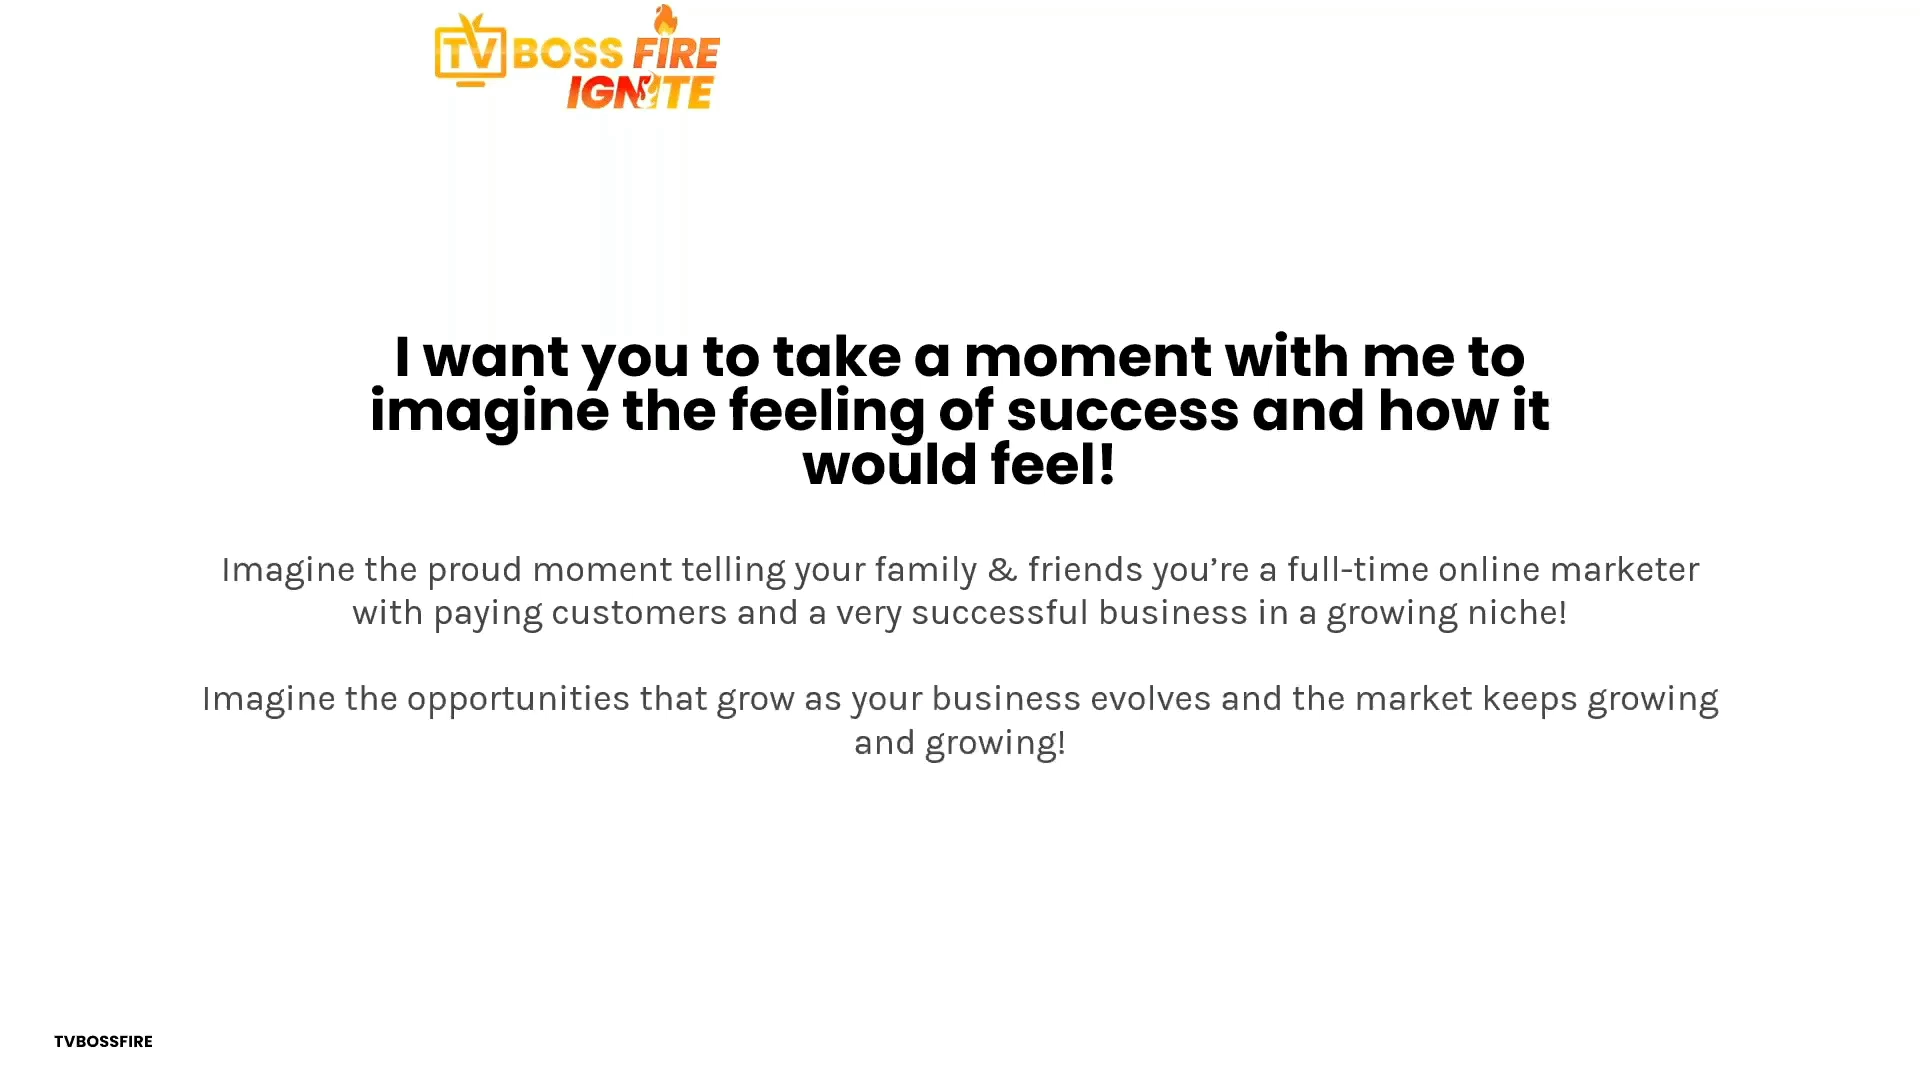 TV BOSS FIRE
IGNITE
I want you to take a moment with me to
imagine the feeling of success and how it
would feel!
Imagine the proud moment telling your family & friends you’re a full-time online marketer
with paying customers and a very successful business in a growing niche!
Imagine the opportunities that grow as your business evolves and the market keeps growing
and growing!
TVBOSSFIRE